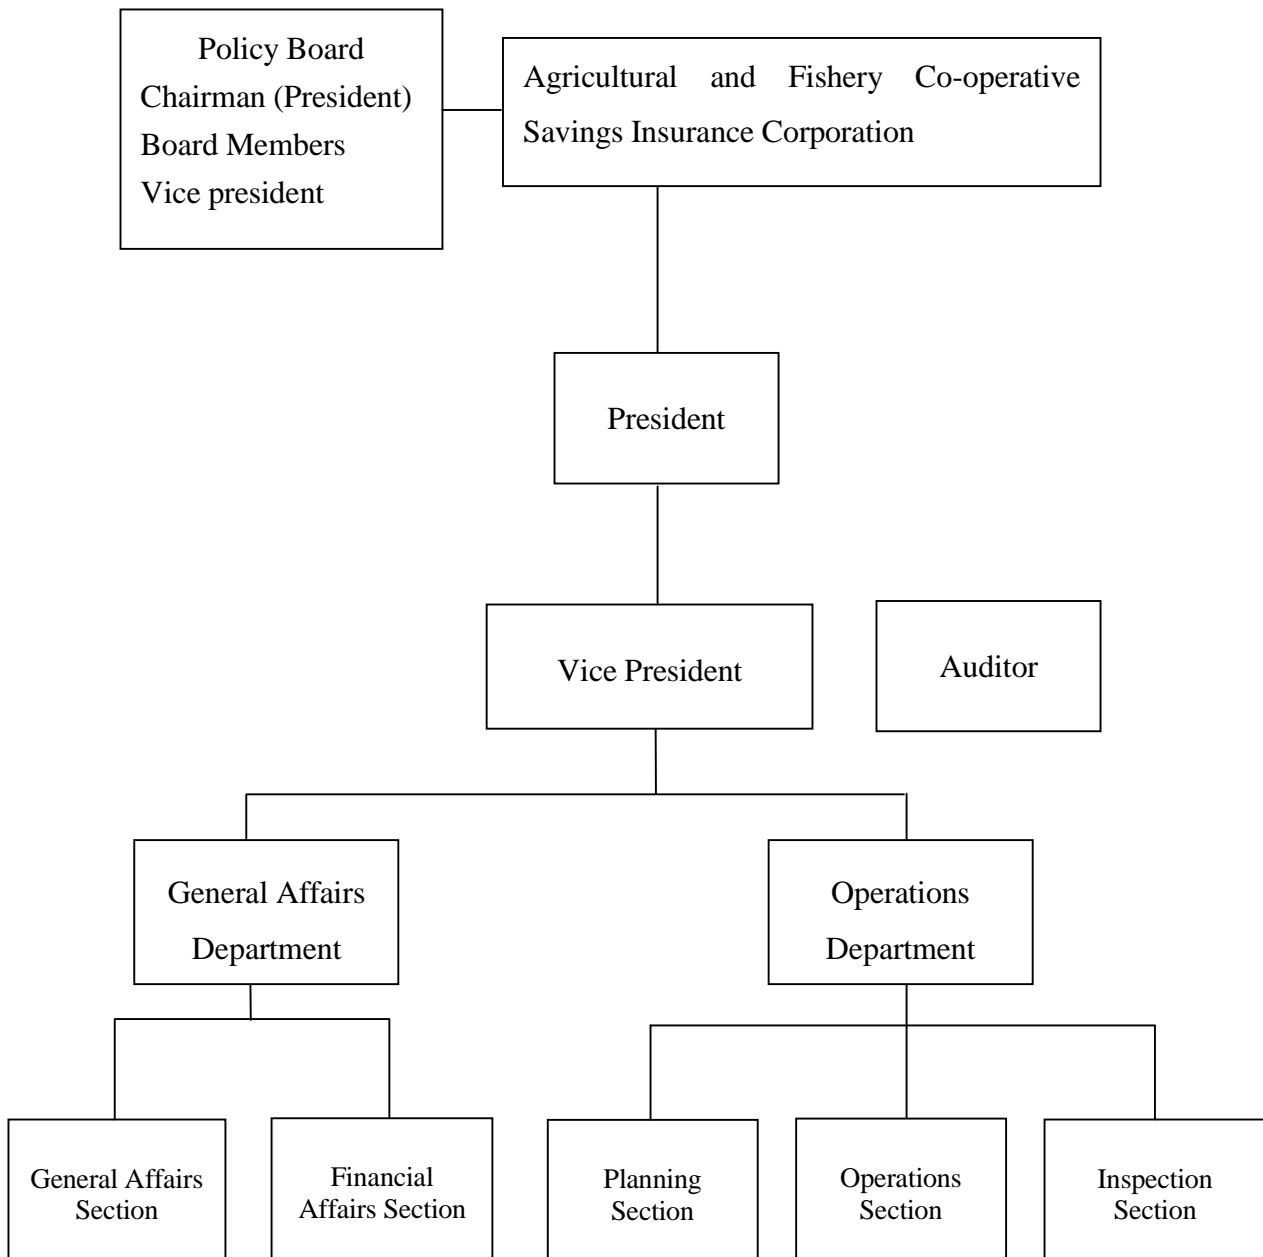 Policy Board
Chairman (President)
Board Members
Vice president
Agricultural and Fishery Co-operative
Savings Insurance Corporation
President
Vice President
Auditor
General Affairs
Department
Operations
Department
General Affairs
Section
Financial
Affairs Section
Planning
Section
Operations
Section
Inspection
Section